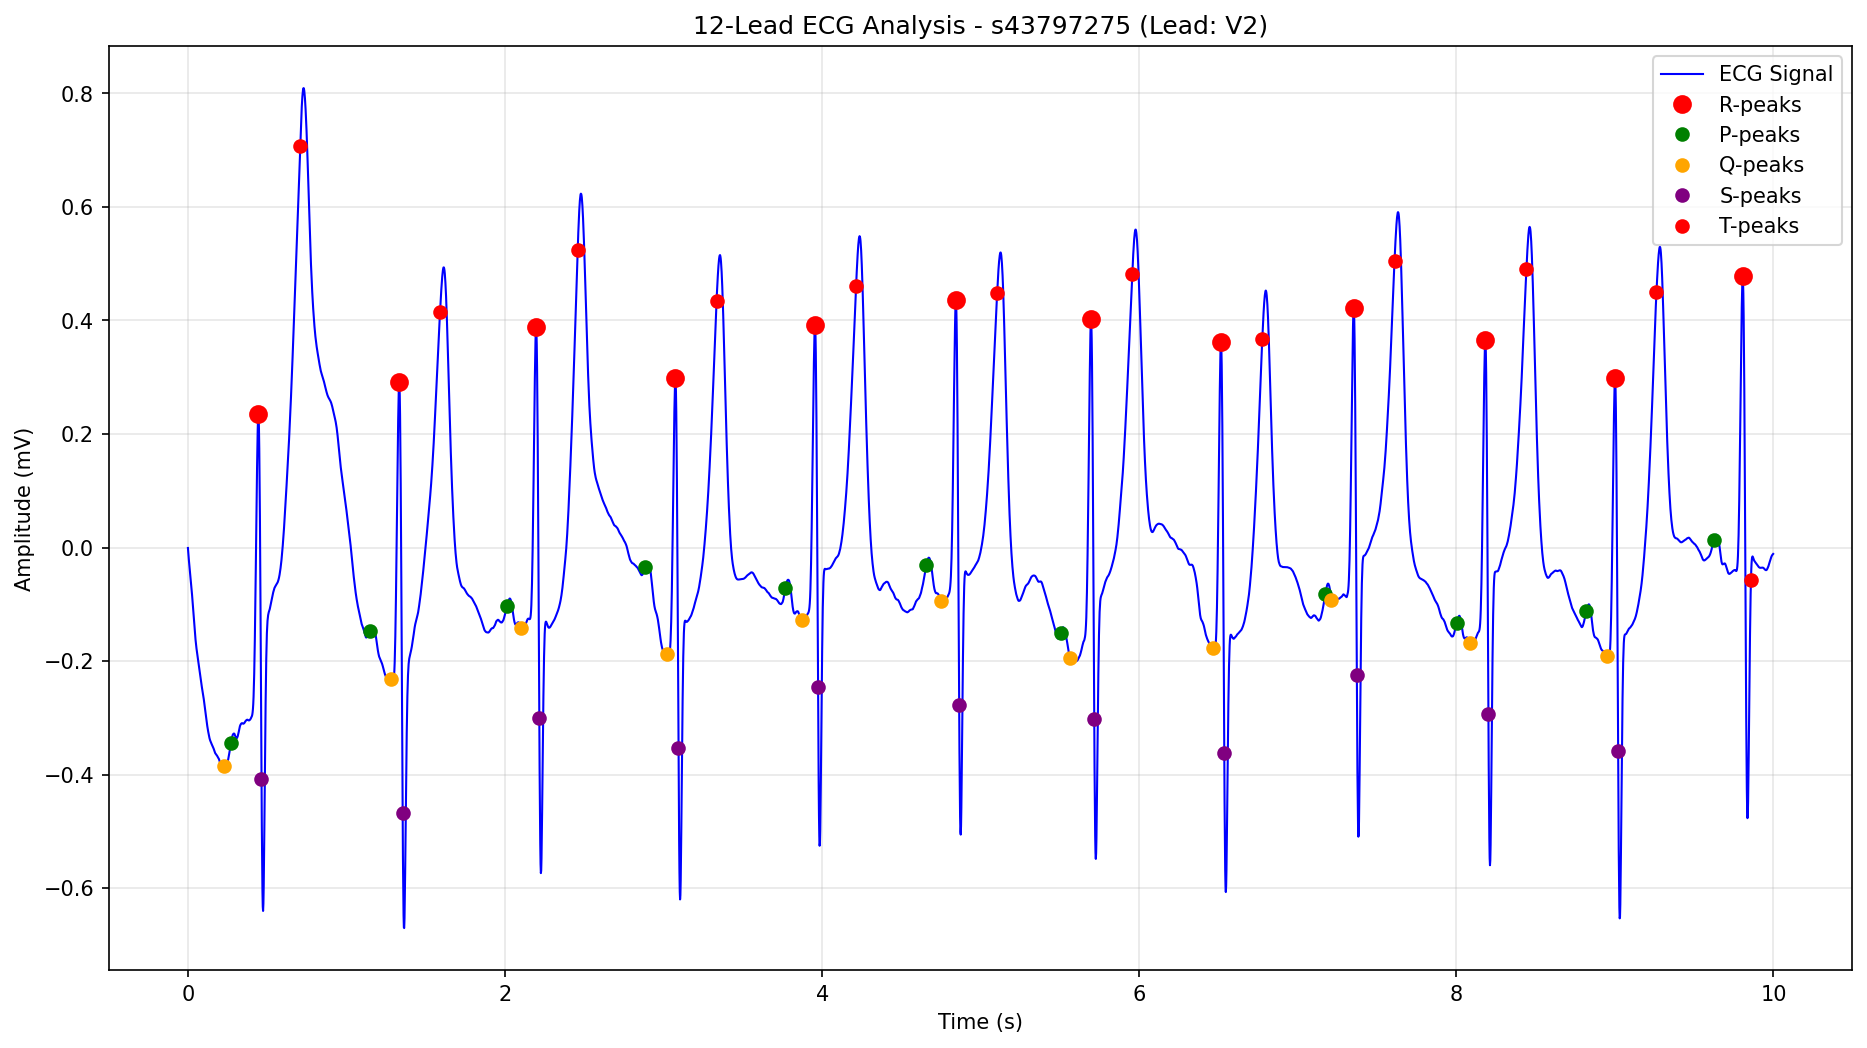 12-Lead ECG Analysis - s43797275 (Lead: V2)
ECG Signal
R-peaks
P-peaks
Q-peaks
S-peaks
T-peaks
0.8
0.6
0.4
0.2
0.0
−0.2
−0.4
−0.6
Amplitude (mV)
0 2 4 6 8 10
Time (s)